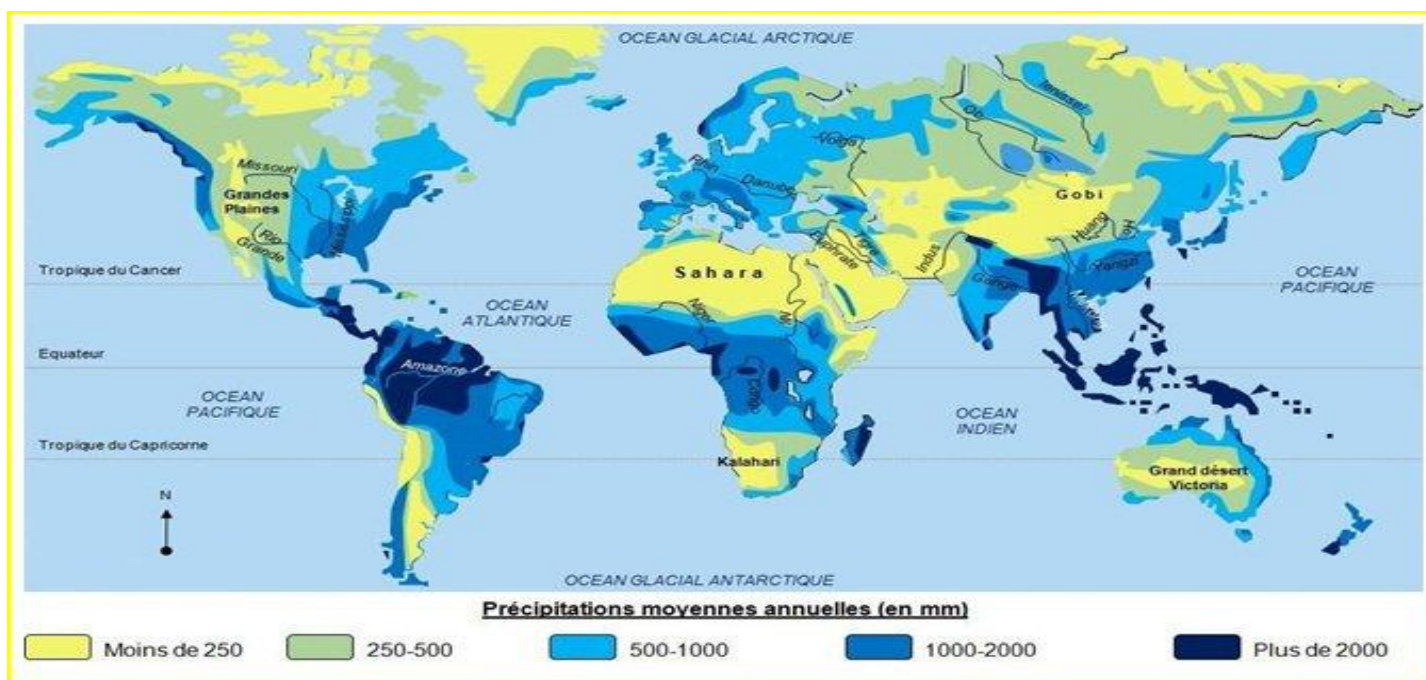 OCEAN GLACIAL ARCTIQUE
Ob
Ienissei
Volga
Rhin
Danube
Missouri
Grandes
Plaines
Mississippi
Rio
Grande
Gobi
Huang
He
Tigre
Euphrate
Indus
Sahara
Tropique du Cancer
Gange
Yangzi
Mékong
OCEAN
PACIFIQUE
OCEAN
ATLANTIQUE
Niger
Nil
Equateur
Amazone
Congo
OCEAN
PACIFIQUE
OCEAN
INDIEN
Tropique du Capricorne
Kalahari
Grand désert
Victoria
N
OCEAN GLACIAL ANTARCTIQUE
Précipitations moyennes annuelles (en mm)
Moins de 250
250-500
500-1000
1000-2000
Plus de 2000